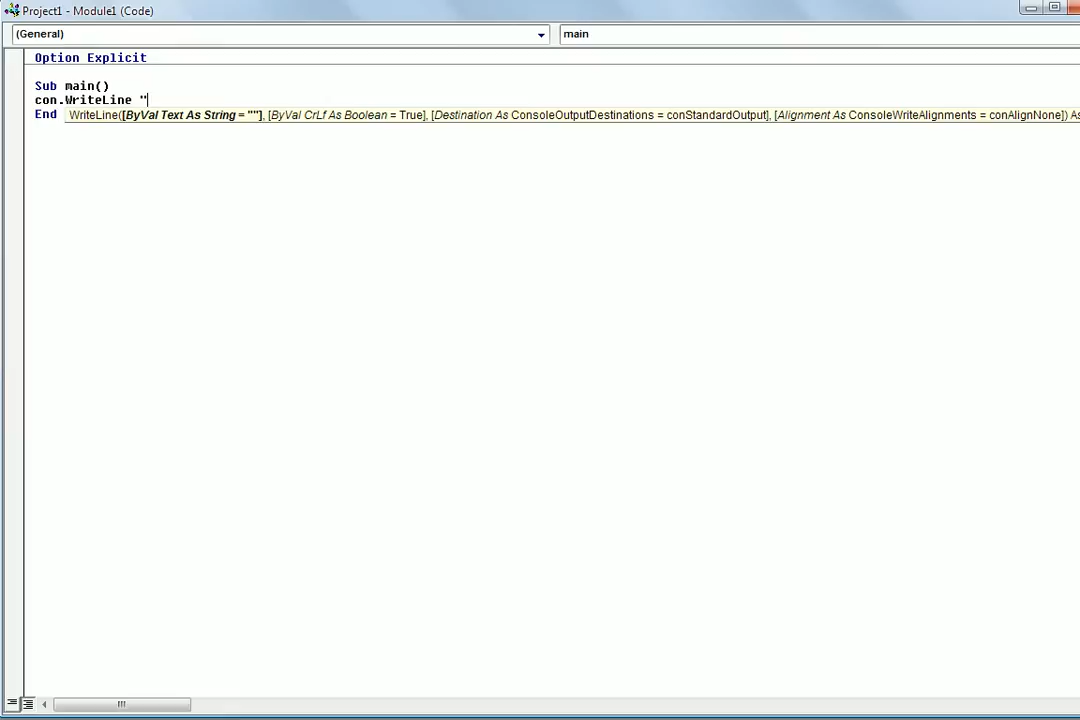 Project1 - Module1 (Code)
(General) main
Option Explicit
Sub main()
con.WriteLine "
End WriteLine([ByVal Text As String = ""], [ByVal CrLf As Boolean = True], [Destination As ConsoleOutputDestinations = conStandardOutput], [Alignment As ConsoleWriteAlignments = conAlignNone]) As